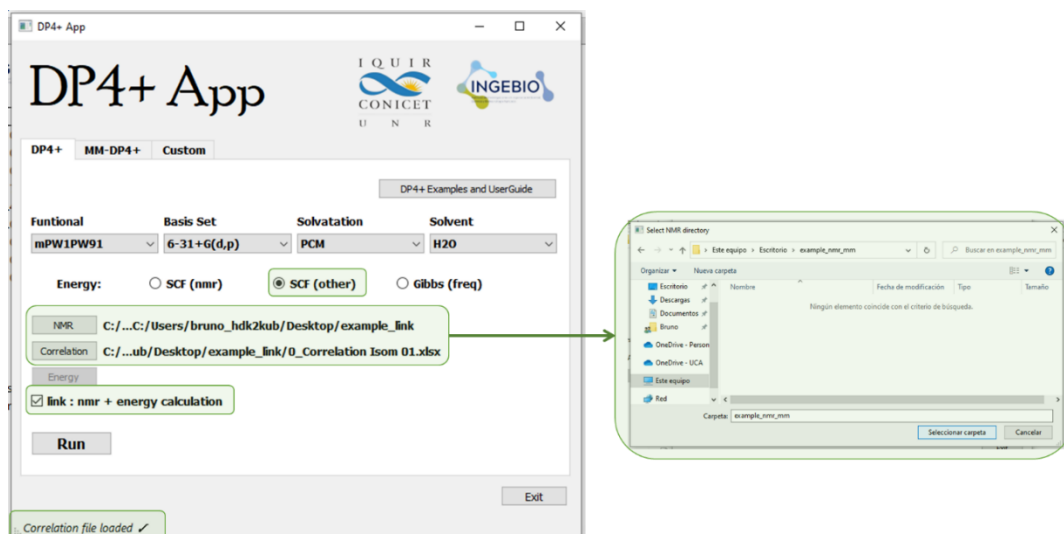 DP4+ App
DP4+ App
I Q U I R
CONICET
U N R
INGEBIO
DP4+ MM-DP4+ Custom
DP4+ Examples and UserGuide
Funtional Basis Set Solvatation Solvent
mPW1PW91 6-31+G(d,p) PCM H2O
Energy: SCF (nmr) SCF (other) Gibbs (freq)
NMR C:/...C:/Users/bruno_hdk2kub/Desktop/example_link
Correlation C:/...ub/Desktop/example_link/0_Correlation Isom 01.xlsx
Energy
link : nmr + energy calculation
Run
Exit
Correlation file loaded ✓
Select NMR directory
Este equipo > Escritorio > example_nmr_mm
Buscar en example_nmr_mm
Organizar Nueva carpeta
Escritorio
Descargas
Documentos
Bruno
OneDrive - Person
OneDrive - UCA
Este equipo
Red
Nombre Fecha de modificación Tipo Tamaño
Ningún elemento coincide con el criterio de búsqueda.
Carpeta: example_nmr_mm
Seleccionar carpeta Cancelar